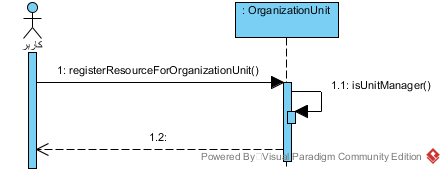 : OrganizationUnit
کاربر
1: registerResourceForOrganizationUnit()
1.1: isUnitManager()
1.2:
Powered By Visual Paradigm Community Edition